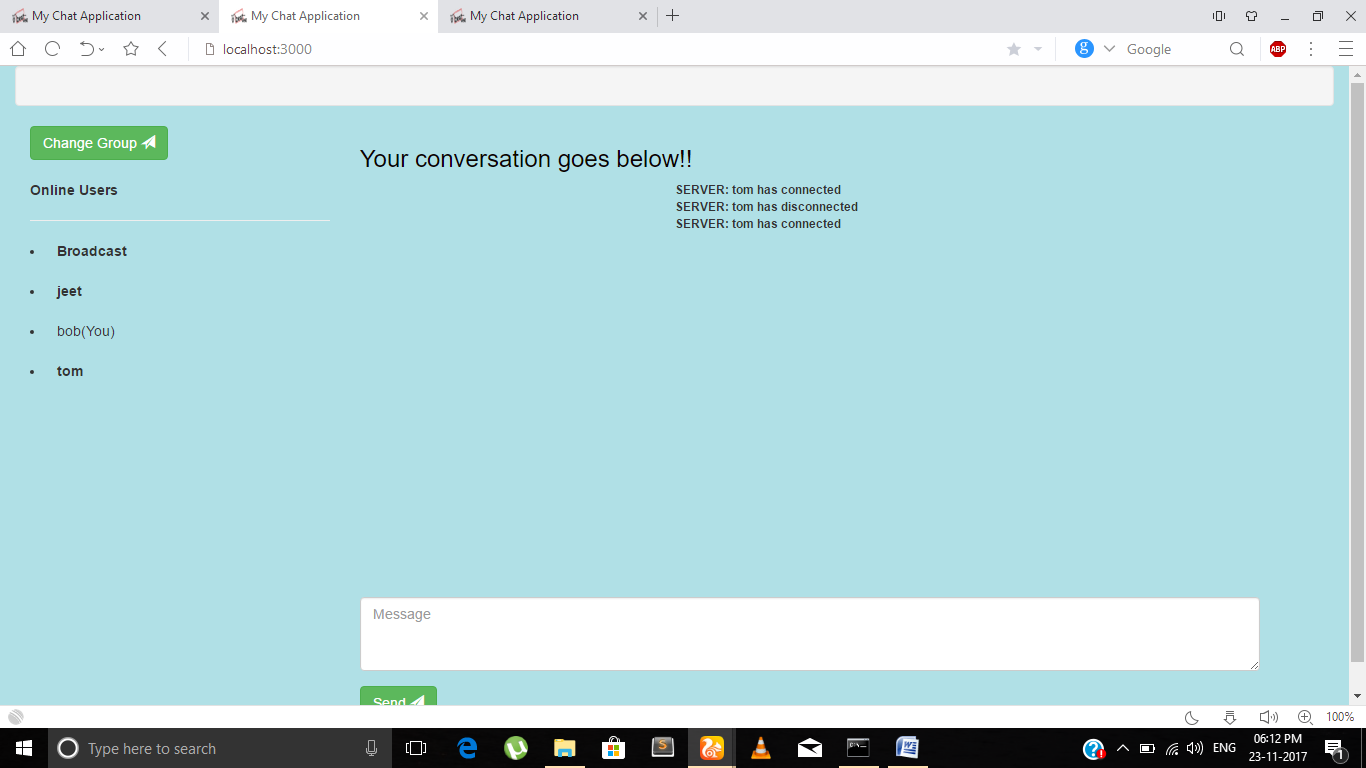 My Chat Application
My Chat Application
My Chat Application
localhost:3000
g
Google
ABP
Change Group
Your conversation goes below!!
Online Users
SERVER: tom has connected
SERVER: tom has disconnected
SERVER: tom has connected
Broadcast
jeet
bob(You)
tom
Message
Send
100%
Type here to search
ENG
06:12 PM
23-11-2017
1